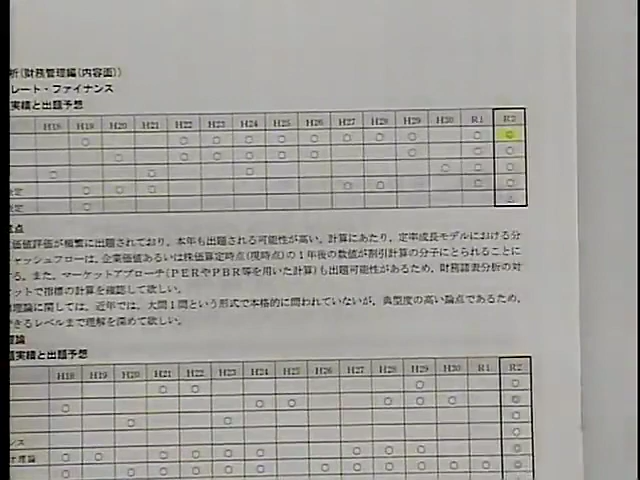 析(財務管理編(内容面))
レート・ファイナンス
実績と出題予想
H18 H19 H20 H21 H22 H23 H24 H25 H26 H27 H28 H29 H30 R1 R2
○ ○ ○ ○ ○ ○ ○ ○ ○ ○ ◎
○ ○ ○ ○ ○ ○ ○ ○ ○
○ ○ ○ ○ ○ ○
定 ○ ○ ○ ○ ○ ○ ○
定 ○ △
点
価値評価が頻繁に出題されており、本年も出題される可能性が高い。計算にあたり、定率成長モデルにおける分
ャッシュフローは、企業価値あるいは株価算定時点(現時点)の1年後の数値が割引計算の分子にとられることに
る。また、マーケットアプローチ(PERやPBR等を用いた計算)も出題可能性があるため、財務諸表分析の対
ットで指標の計算を確認して欲しい。
理論に関しては、近年では、大問1問という形式で本格的に問われていないが、典型度の高い論点であるため、
できるレベルまで理解を深めて欲しい。
理論
実績と出題予想
H18 H19 H20 H21 H22 H23 H24 H25 H26 H27 H28 H29 H30 R1 R2
○ ○ ○ ○
○ ○ ○ ○ ○ ○
○ ○ ○
ンス ○
理論 ○ ○ ○ ○ ○ ○ ○ ○ ○ ○
○ ○ ○ ○ ○ ○ ○ ○ ○ ○ ○ ○